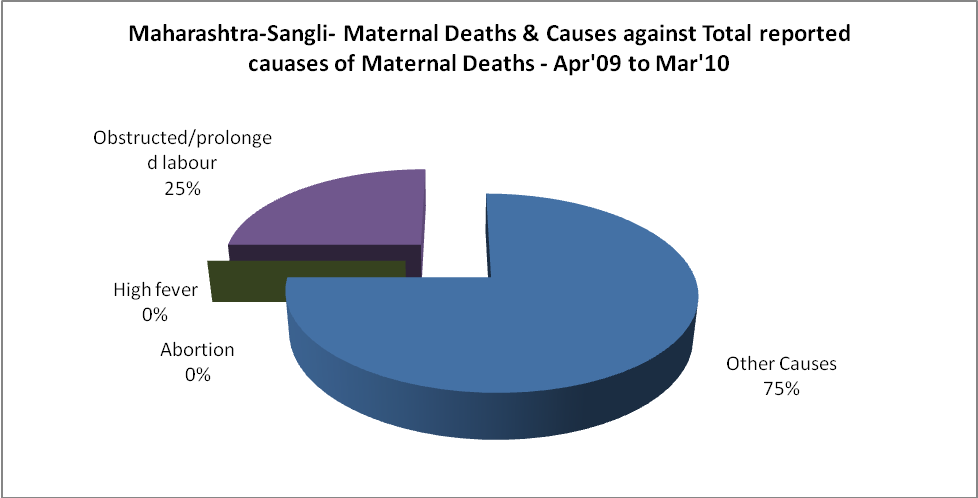 Maharashtra-Sangli- Maternal Deaths & Causes against Total reported
cauases of Maternal Deaths - Apr'09 to Mar'10
Obstructed/prolonge
d labour
25%
High fever
0%
Abortion
0%
Other Causes
75%